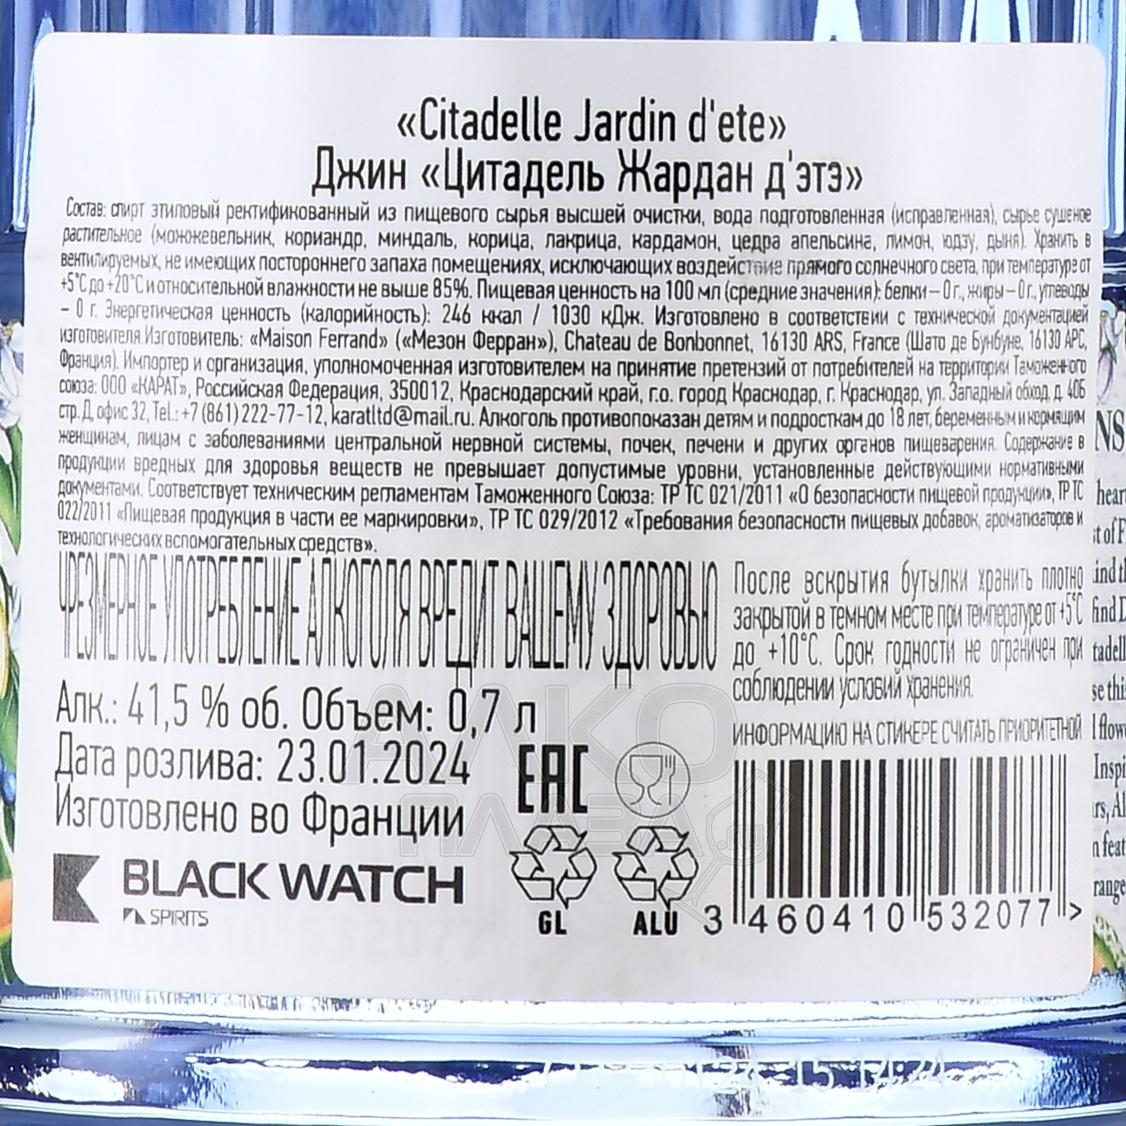 «Citadelle Jardin d'ete»
Джин «Цитадель Жардан д'этэ»
Состав: спирт этиловый ректификованный из пищевого сырья высшей очистки, вода подготовленная (исправленная), сырье сушеное
растительное (можжевельник, кориандр, миндаль, корица, лакрица, кардамон, цедра апельсина, лимон, юдзу, дыня). Хранить в
вентилируемых, не имеющих постороннего запаха помещениях, исключающих воздействие прямого солнечного света, при температуре от
+5°С до +20°С и относительной влажности не выше 85%. Пищевая ценность на 100 мл (средние значения): белки – 0 г., жиры – 0 г., углеводы
– 0 г. Энергетическая ценность (калорийность): 246 ккал / 1030 кДж. Изготовлено в соответствии с технической документацией
изготовителя.Изготовитель: «Maison Ferrand» («Мезон Ферран»), Chateau de Bonbonnet, 16130 ARS, France (Шато де Бунбуне, 16130 АРС,
Франция). Импортер и организация, уполномоченная изготовителем на принятие претензий от потребителей на территории Таможенного
союза: ООО «КАРАТ», Российская Федерация, 350012, Краснодарский край, г.о. город Краснодар, г. Краснодар, ул. Западный обход, д. 40Б
стр. Д, офис 32, Tel.: +7 (861) 222-77-12, karatltd@mail.ru. Алкоголь противопоказан детям и подросткам до 18 лет, беременным и кормящим
женщинам, лицам с заболеваниями центральной нервной системы, почек, печени и других органов пищеварения. Содержание в
продукции вредных для здоровья веществ не превышает допустимые уровни, установленные действующими нормативными
документами. Соответствует техническим регламентам Таможенного Союза: ТР ТС 021/2011 «О безопасности пищевой продукции», ТР ТС
022/2011 «Пищевая продукция в части ее маркировки», ТР ТС 029/2012 «Требования безопасности пищевых добавок, ароматизаторов и
технологических вспомогательных средств».
ЧРЕЗМЕРНОЕ УПОТРЕБЛЕНИЕ АЛКОГОЛЯ ВРЕДИТ ВАШЕМУ ЗДОРОВЬЮ
После вскрытия бутылки хранить плотно
закрытой в темном месте при температуре от +5°С
до +10°С. Срок годности не ограничен при
соблюдении условий хранения.
Алк.: 41,5 % об. Объем: 0,7 л
Дата розлива: 23.01.2024
Изготовлено во Франции
ИНФОРМАЦИЮ НА СТИКЕРЕ СЧИТАТЬ ПРИОРИТЕТНОЙ
EAC
BLACK WATCH
SPIRITS
GL
ALU
3 460410 532077 >